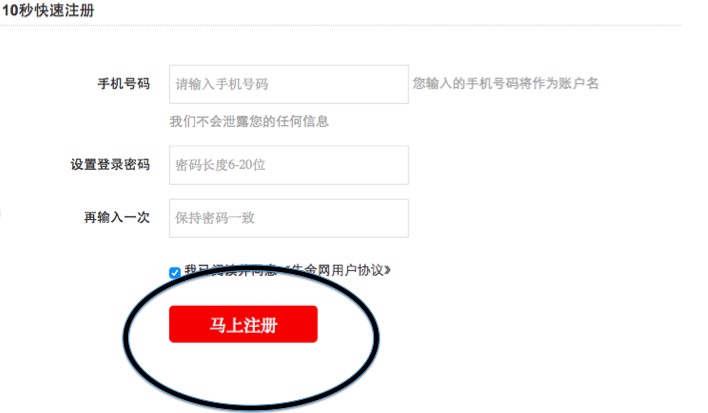 10秒快速注册
手机号码 请输入手机号码 您输入的手机号码将作为账户名
我们不会泄露您的任何信息
设置登录密码 密码长度6-20位
再输入一次 保持密码一致
我已阅读并同意《牛金网用户协议》
马上注册